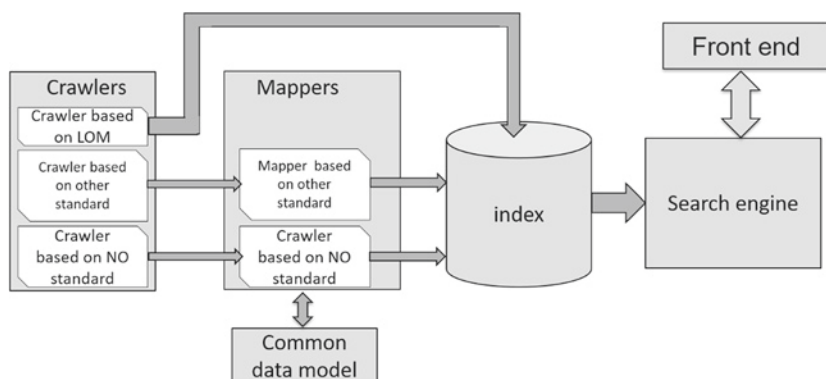 Crawlers
Crawler based
on LOM
Crawler based
on other
standard
Crawler
based on NO
standard
Mappers
Mapper based
on other
standard
Crawler
based on NO
standard
Common
data model
index
Front end
Search engine